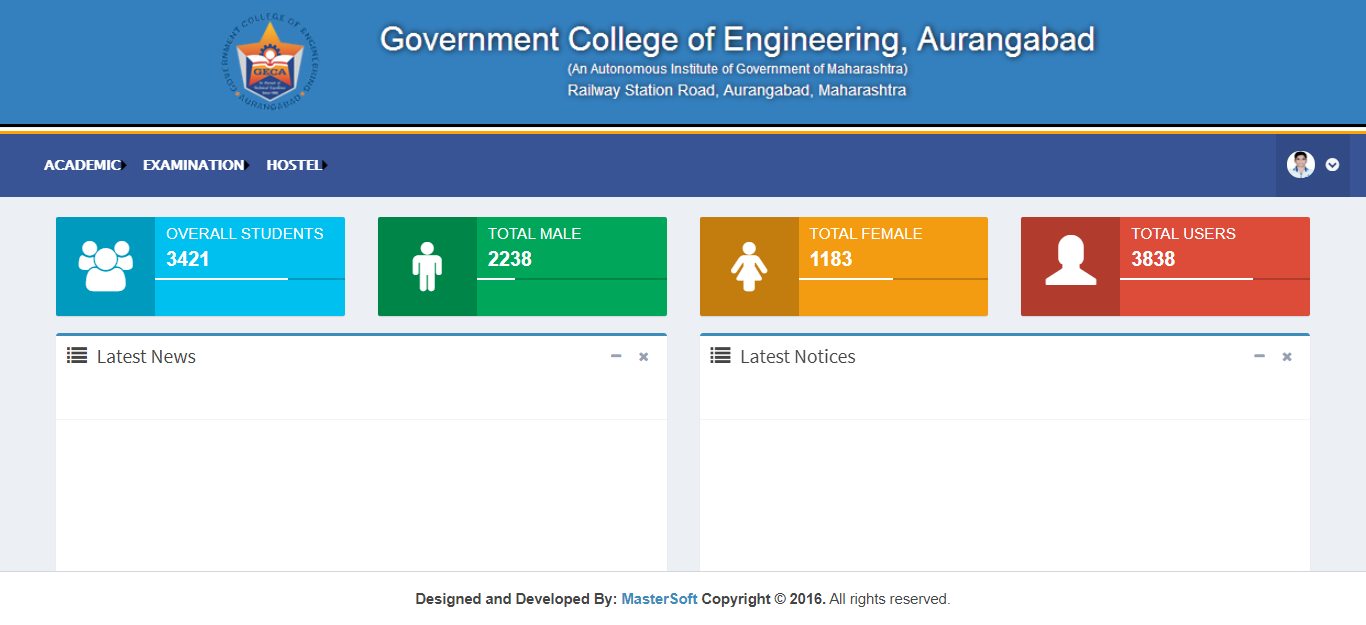 GOVERNMENT COLLEGE OF ENGINEERING,
AURANGABAD
GECA
Government College of Engineering, Aurangabad
(An Autonomous Institute of Government of Maharashtra)
Railway Station Road, Aurangabad, Maharashtra
ACADEMIC EXAMINATION HOSTEL
OVERALL STUDENTS
3421
TOTAL MALE
2238
TOTAL FEMALE
1183
TOTAL USERS
3838
Latest News
Latest Notices
Designed and Developed By: MasterSoft Copyright © 2016. All rights reserved.